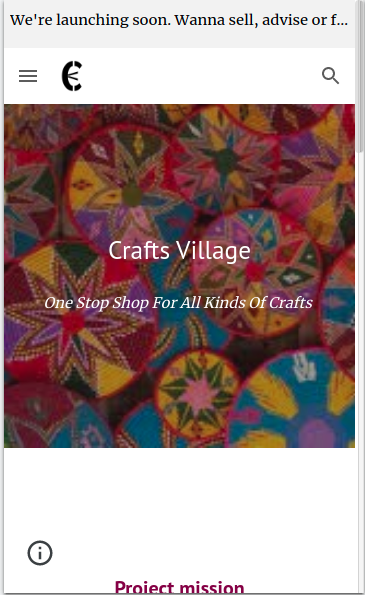 We're launching soon. Wanna sell, advise or f...
Crafts Village
One Stop Shop For All Kinds Of Crafts
Project mission